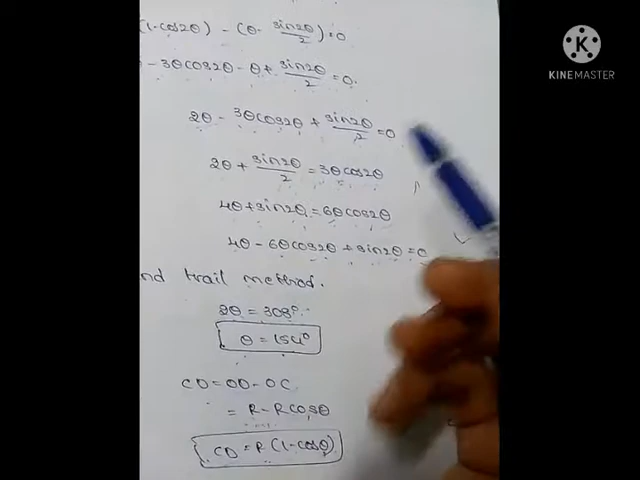 (1-cos2θ) - (θ - sin2θ/2) = 0
- 3θcos2θ - θ + sin2θ/2 = 0.
2θ - 3θcos2θ + sin2θ/2 = 0
2θ + sin2θ/2 = 3θcos2θ
4θ + sin2θ = 6θcos2θ
4θ - 6θcos2θ + sin2θ = 0
nd trail method.
2θ = 308°
θ = 154°
CD = OD - OC
= R - Rcosθ
CD = R(1-cosθ)
KINEMASTER